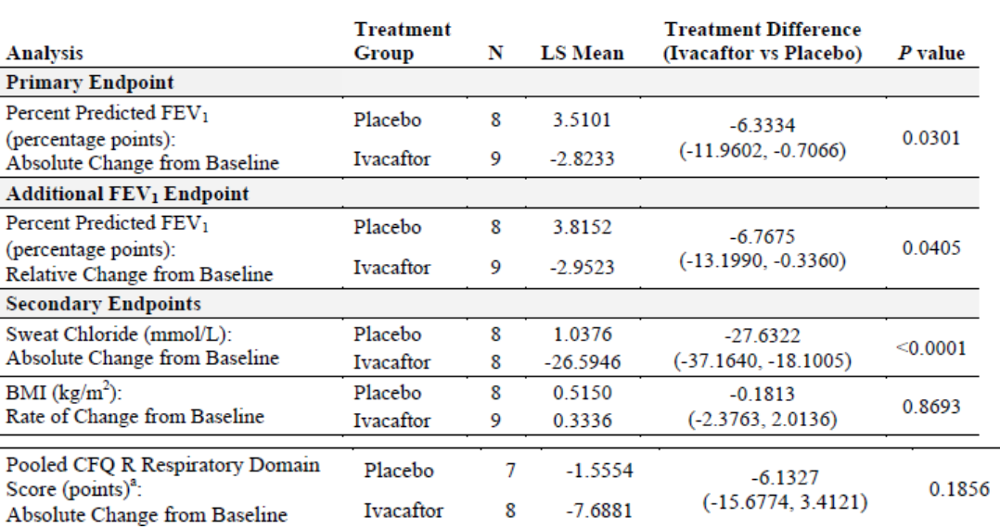 Analysis Treatment Group N LS Mean Treatment Difference (Ivacaftor vs Placebo) P value
Primary Endpoint
Percent Predicted FEV1 (percentage points): Absolute Change from Baseline
Placebo 8 3.5101
Ivacaftor 9 -2.8233
-6.3334
(-11.9602, -0.7066)
0.0301
Additional FEV1 Endpoint
Percent Predicted FEV1
(percentage points):
Relative Change from Baseline
Placebo 8 3.8152
Ivacaftor 9 -2.9523
-6.7675
(-13.1990, -0.3360)
0.0405
Secondary Endpoints
Sweat Chloride (mmol/L):
Absolute Change from Baseline
Placebo 8 1.0376
Ivacaftor 8 -26.5946
-27.6322
(-37.1640, -18.1005)
<0.0001
BMI (kg/m²):
Rate of Change from Baseline
Placebo 8 0.5150
Ivacaftor 9 0.3336
-0.1813
(-2.3763, 2.0136)
0.8693
Pooled CFQ R Respiratory Domain
Score (points)ª:
Absolute Change from Baseline
Placebo 7 -1.5554
Ivacaftor 8 -7.6881
-6.1327
(-15.6774, 3.4121)
0.1856